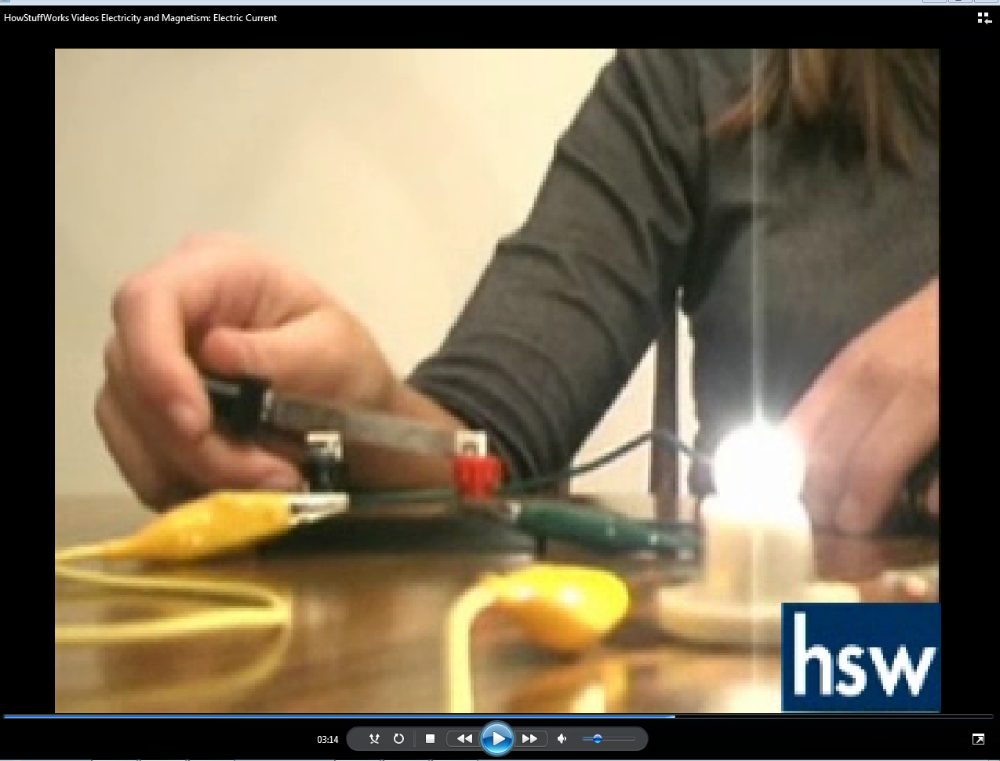 HowStuffWorks Videos Electricity and Magnetism: Electric Current
hsw
03:14